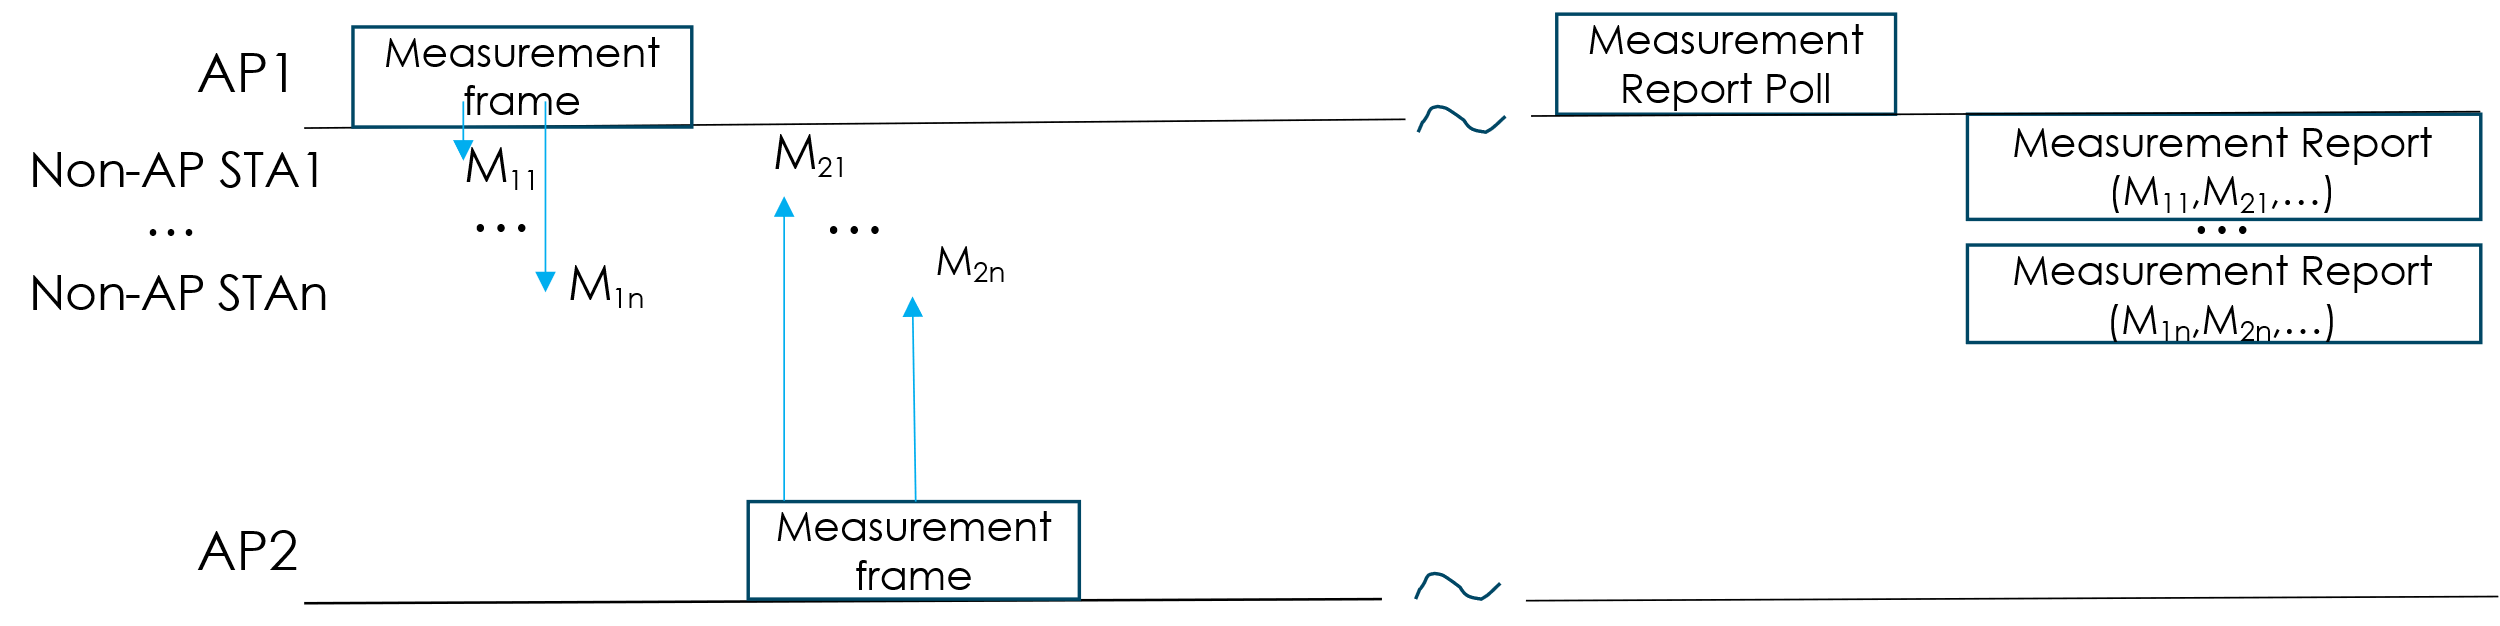 AP1
Measurement
frame
Measurement
Report Poll
Non-AP STA1
M11
M21
Measurement Report
(M11,M21,...)
...
...
...
...
Non-AP STAn
M1n
M2n
Measurement Report
(M1n,M2n,...)
AP2
Measurement
frame